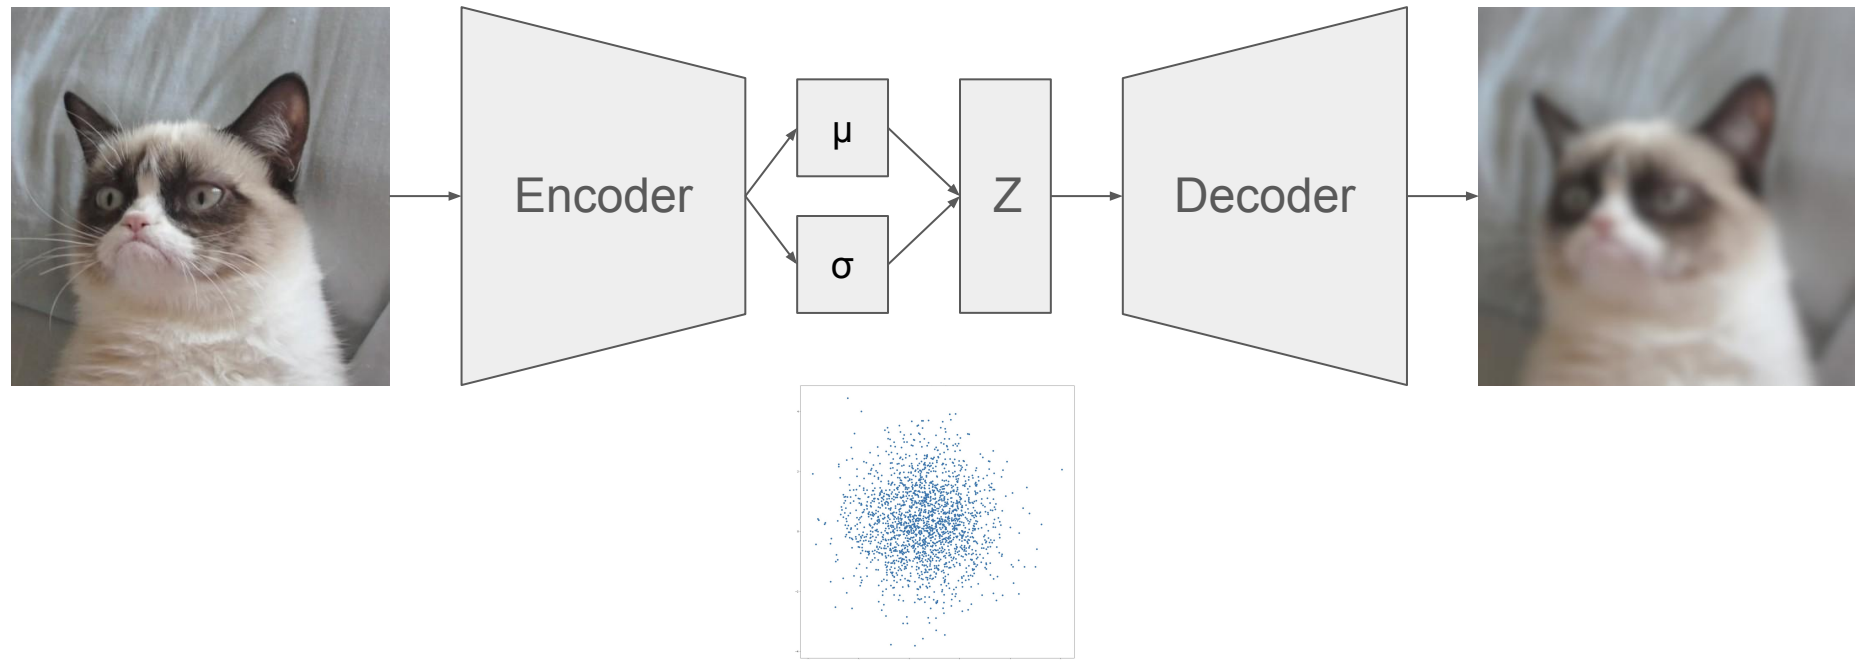 Encoder
μ
σ
Z
Decoder